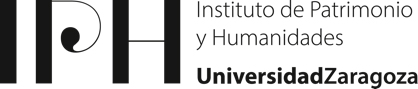 IPH
Instituto de Patrimonio
y Humanidades
UniversidadZaragoza